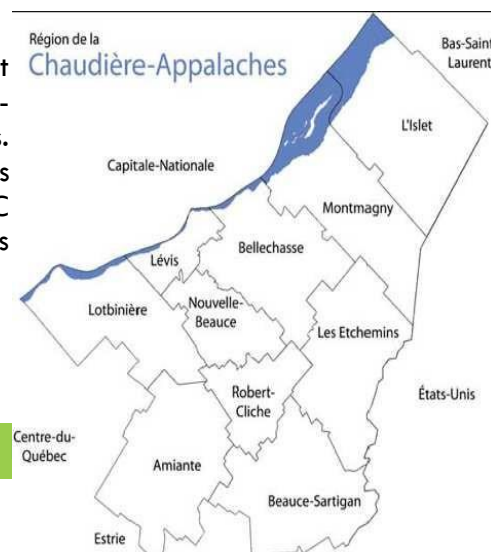 t
-
s.
s
C
s
Région de la
Chaudière-Appalaches
Bas-Saint
Laurent
L'Islet
Capitale-Nationale
Montmagny
Bellechasse
Lévis
Nouvelle-
Beauce
Lotbinière
Les Etchemins
Robert-
Cliche
États-Unis
Centre-du-
Québec
Amiante
Beauce-Sartigan
Estrie